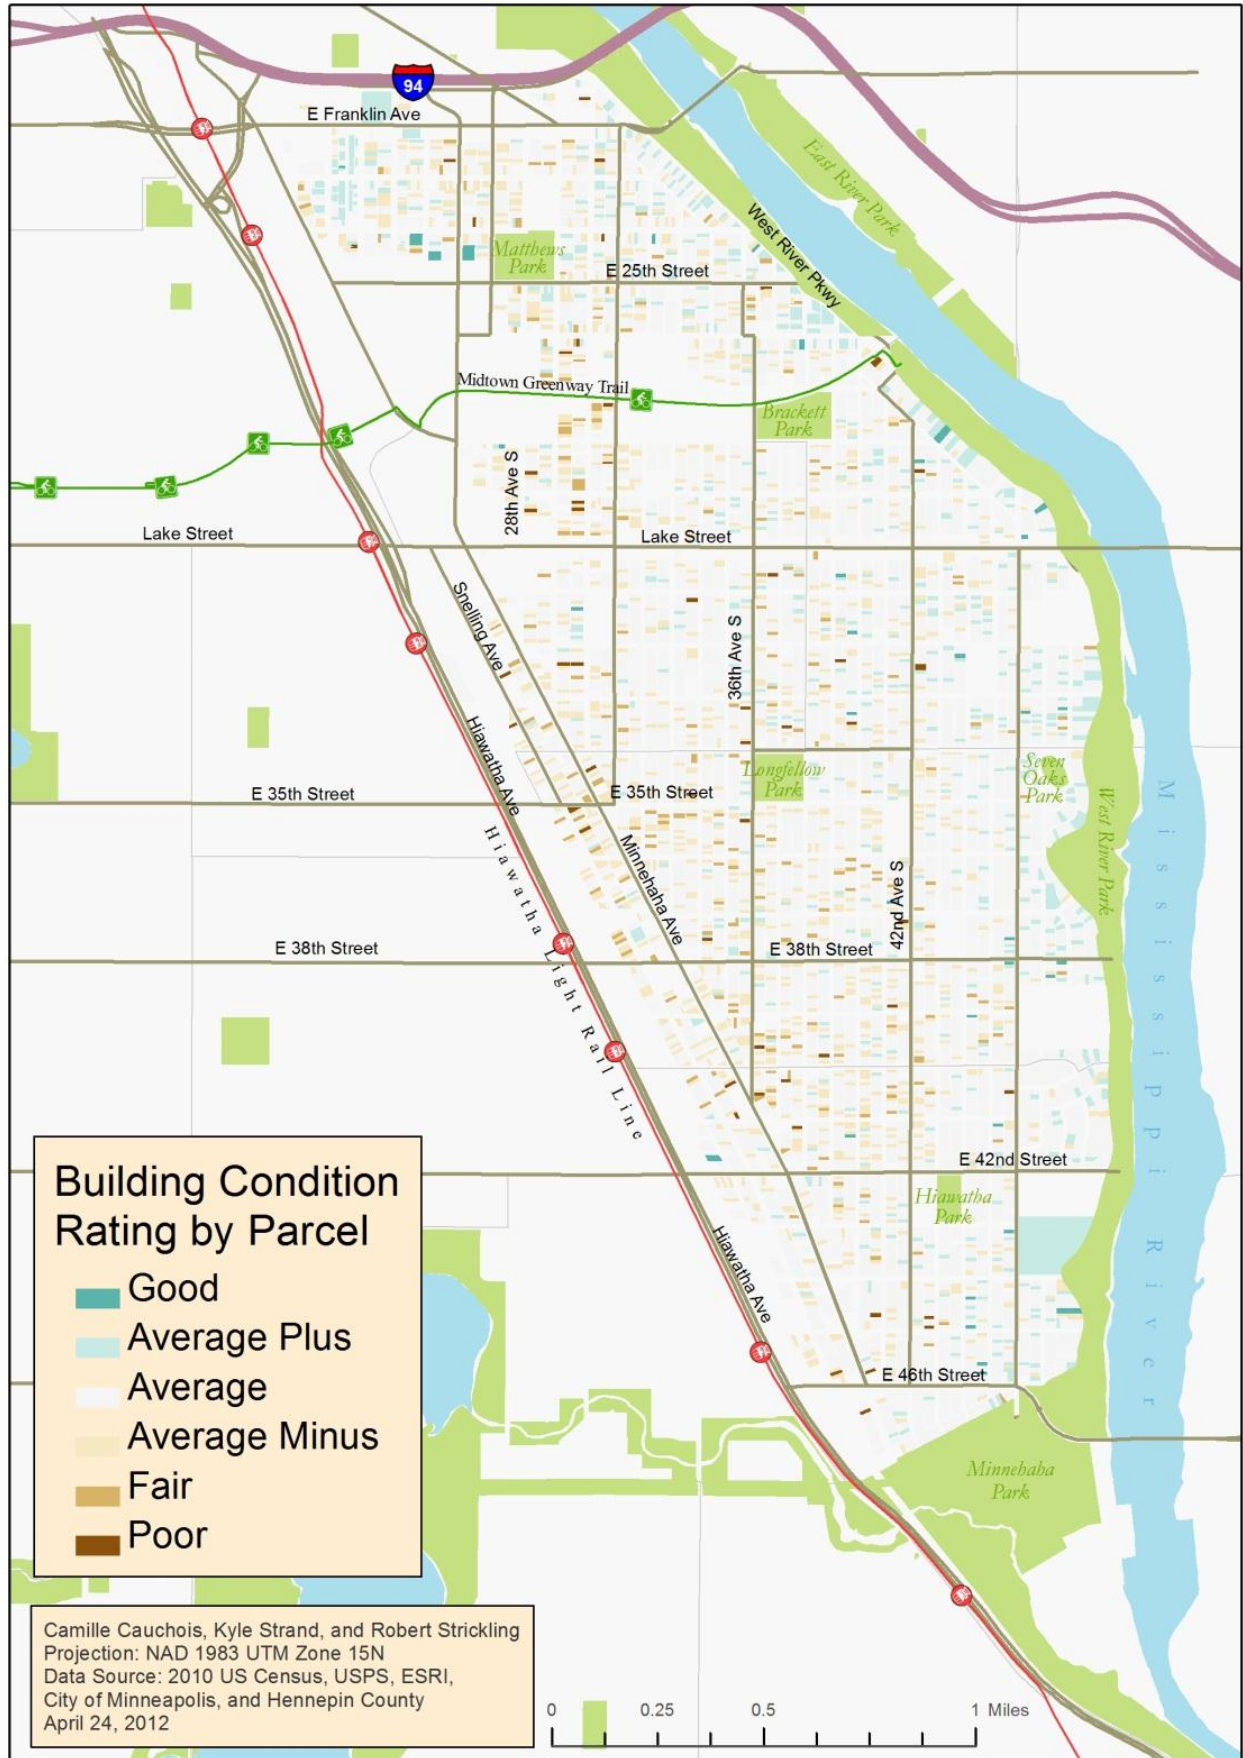 94
E Franklin Ave
East River Park
West River Pkwy
Matthews
Park
E 25th Street
Midtown Greenway Trail
Brackett
Park
28th Ave S
Lake Street
Lake Street
Snelling Ave
36th Ave S
Hiawatha Ave
Longfellow
Park
Seven
Oaks
Park
E 35th Street
E 35th Street
West River Park
Mississippi River
Minnehaha Ave
42nd Ave S
Hiawatha Light Rail Line
E 38th Street
E 38th Street
E 42nd Street
Hiawatha
Park
Hiawatha Ave
E 46th Street
Minnehaha
Park
Building Condition
Rating by Parcel
Good
Average Plus
Average
Average Minus
Fair
Poor
Camille Cauchois, Kyle Strand, and Robert Strickling
Projection: NAD 1983 UTM Zone 15N
Data Source: 2010 US Census, USPS, ESRI,
City of Minneapolis, and Hennepin County
April 24, 2012
0 0.25 0.5 1 Miles